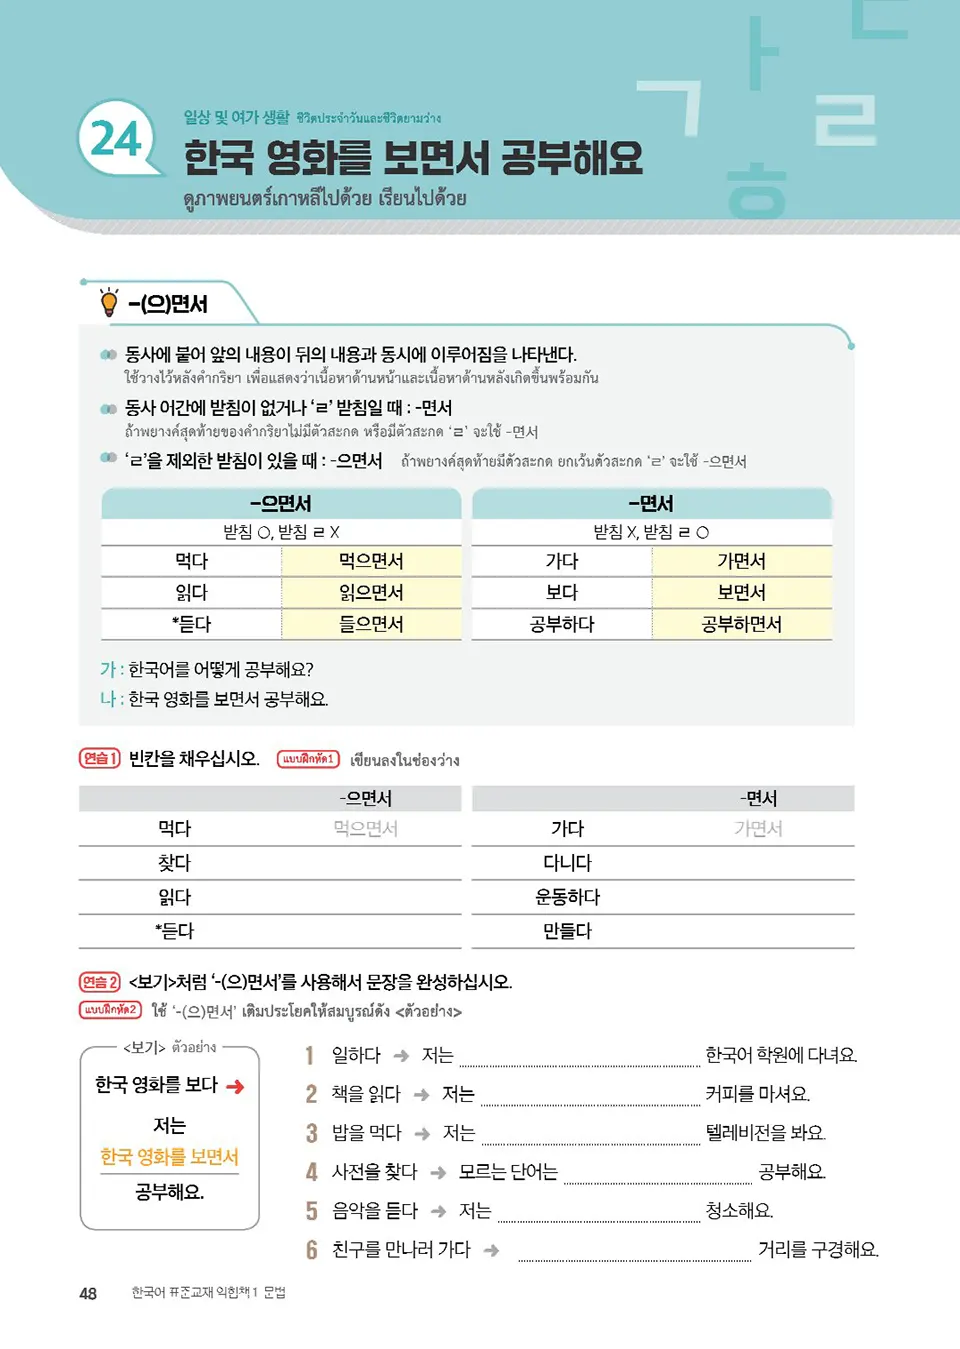 24
일상 및 여가 생활 ชีวิตประจำวันและชีวิตยามว่าง
한국 영화를 보면서 공부해요
ดูภาพยนตร์เกาหลีไปด้วย เรียนไปด้วย
ㄱ ㅏ ㄷ ㄹ ㅎ
-(으)면서
동사에 붙어 앞의 내용이 뒤의 내용과 동시에 이루어짐을 나타낸다.
ใช้วางไว้หลังคำกริยา เพื่อแสดงว่าเนื้อหาด้านหน้าและเนื้อหาด้านหลังเกิดขึ้นพร้อมกัน
동사 어간에 받침이 없거나 ‘ㄹ’ 받침일 때 : -면서
ถ้าพยางค์สุดท้ายของคำกริยาไม่มีตัวสะกด หรือมีตัวสะกด ‘ㄹ’ จะใช้ -면서
‘ㄹ’을 제외한 받침이 있을 때 : -으면서 ถ้าพยางค์สุดท้ายมีตัวสะกด ยกเว้นตัวสะกด ‘ㄹ’ จะใช้ -으면서
-으면서 -면서
받침 O, 받침 ㄹ X 받침 X, 받침 ㄹ O
먹다 먹으면서 가다 가면서
읽다 읽으면서 보다 보면서
*듣다 들으면서 공부하다 공부하면서
가 : 한국어를 어떻게 공부해요?
나 : 한국 영화를 보면서 공부해요.
연습 1 빈칸을 채우십시오. แบบฝึกหัด1 เขียนลงในช่องว่าง
-으면서 -면서
먹다 먹으면서 가다 가면서
찾다 다니다
읽다 운동하다
*듣다 만들다
연습 2 <보기>처럼 ‘-(으)면서’를 사용해서 문장을 완성하십시오.
แบบฝึกหัด2 ใช้ ‘-(으)면서’ เติมประโยคให้สมบูรณ์ดัง <ตัวอย่าง>
<보기> ตัวอย่าง
한국 영화를 보다 ➜
저는
한국 영화를 보면서
공부해요.
1 일하다 ➜ 저는 한국어 학원에 다녀요.
2 책을 읽다 ➜ 저는 커피를 마셔요.
3 밥을 먹다 ➜ 저는 텔레비전을 봐요.
4 사전을 찾다 ➜ 모르는 단어는 공부해요.
5 음악을 듣다 ➜ 저는 청소해요.
6 친구를 만나러 가다 ➜ 거리를 구경해요.
48 한국어 표준교재 익힘책 1 문법